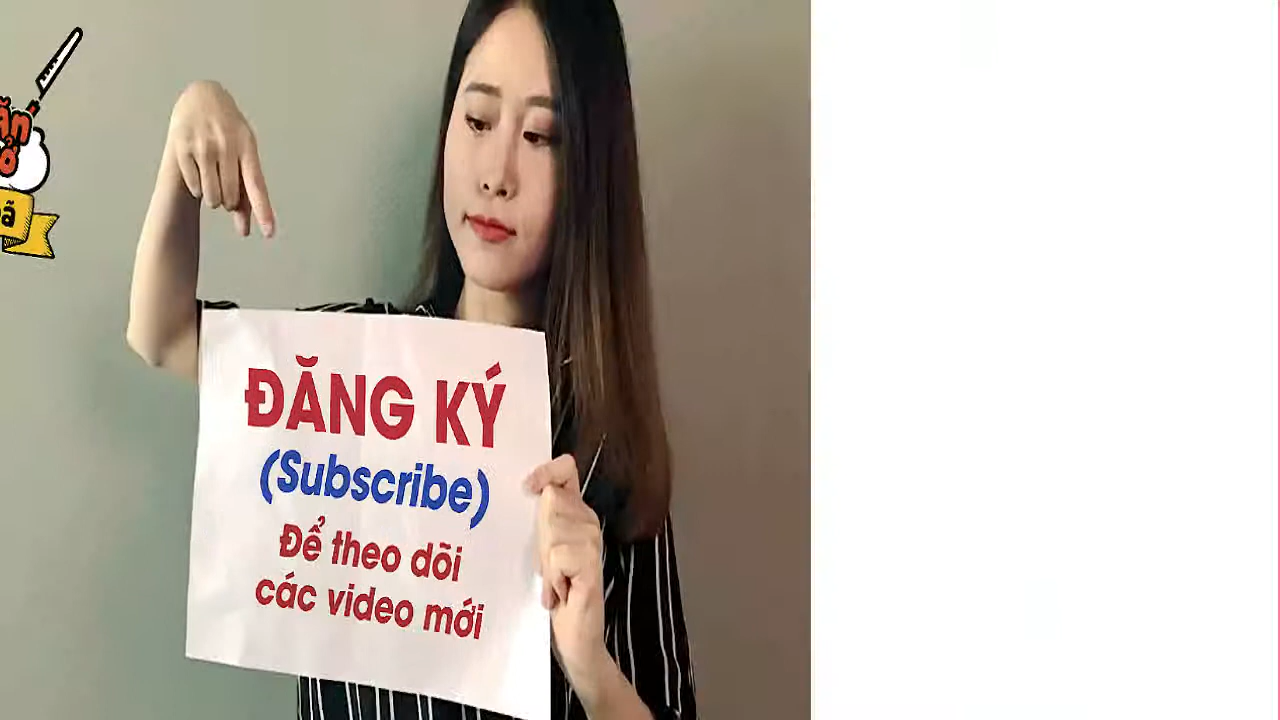 ĐĂNG KÝ
(Subscribe)
Để theo dõi
các video mới